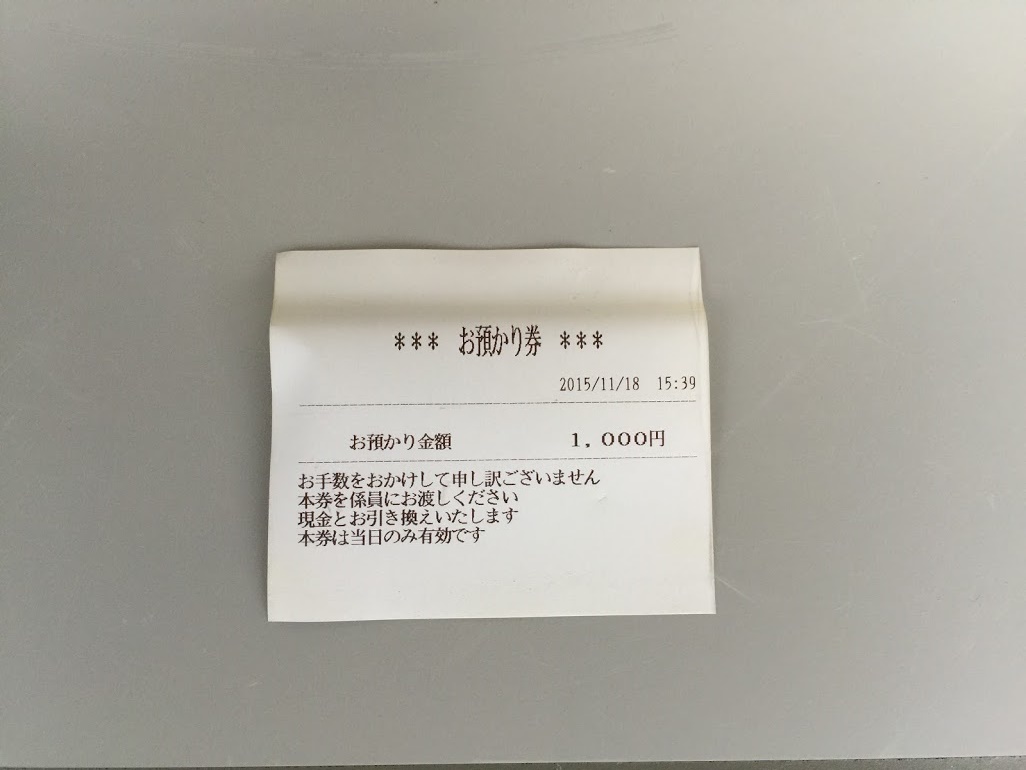 *** お預かり券 ***
2015/11/18 15:39
お預かり金額 1,000円
お手数をおかけして申し訳ございません
本券を係員にお渡しください
現金とお引き換えいたします
本券は当日のみ有効です